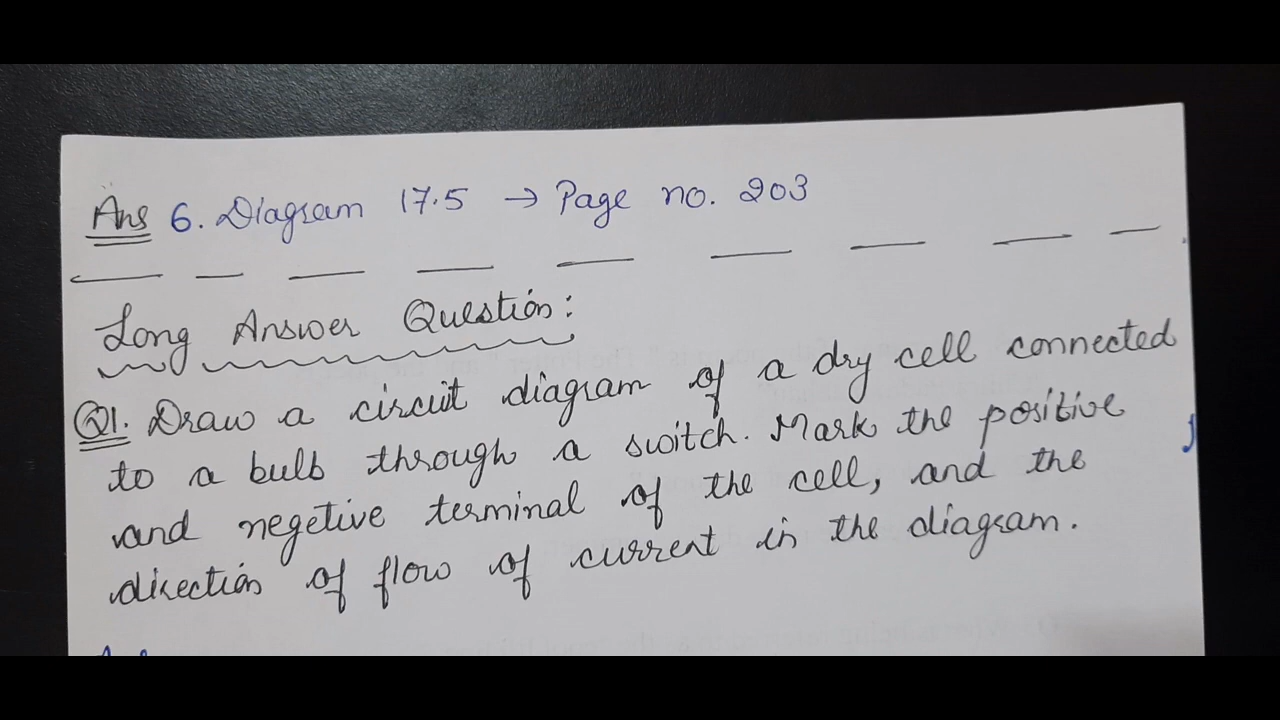 Ans 6. Diagram 17.5 → Page no. 203
Long Answer Question:
Q1. Draw a circuit diagram of a dry cell connected
to a bulb through a switch. Mark the positive
and negetive terminal of the cell, and the
direction of flow of current in the diagram.